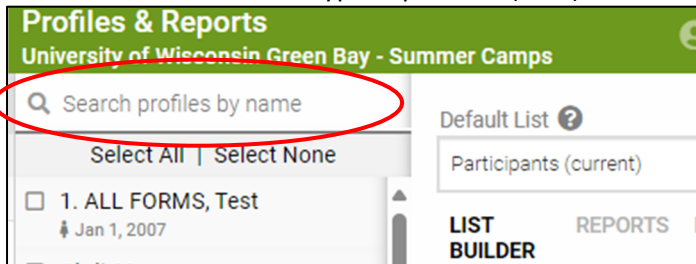 Profiles & Reports
University of Wisconsin Green Bay - Summer Camps
Search profiles by name
Select All | Select None
1. ALL FORMS, Test
Jan 1, 2007
Default List ?
Participants (current)
LIST BUILDER
REPORTS